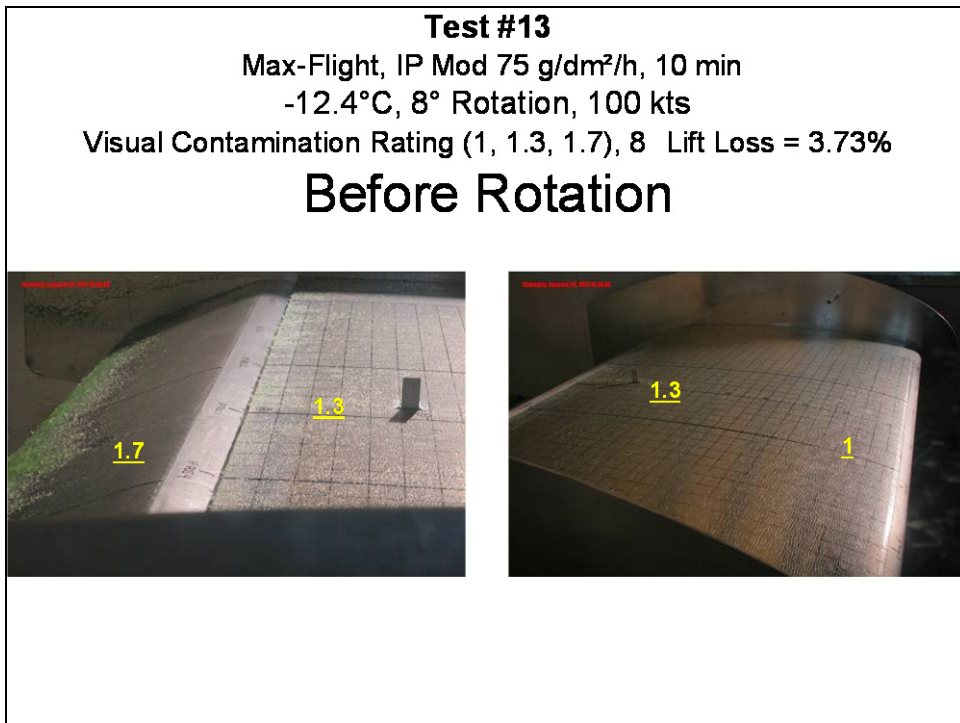 Test #13
Max-Flight, IP Mod 75 g/dm²/h, 10 min
-12.4°C, 8° Rotation, 100 kts
Visual Contamination Rating (1, 1.3, 1.7), 8 Lift Loss = 3.73%
Before Rotation
1.7
1.3
1.3
1